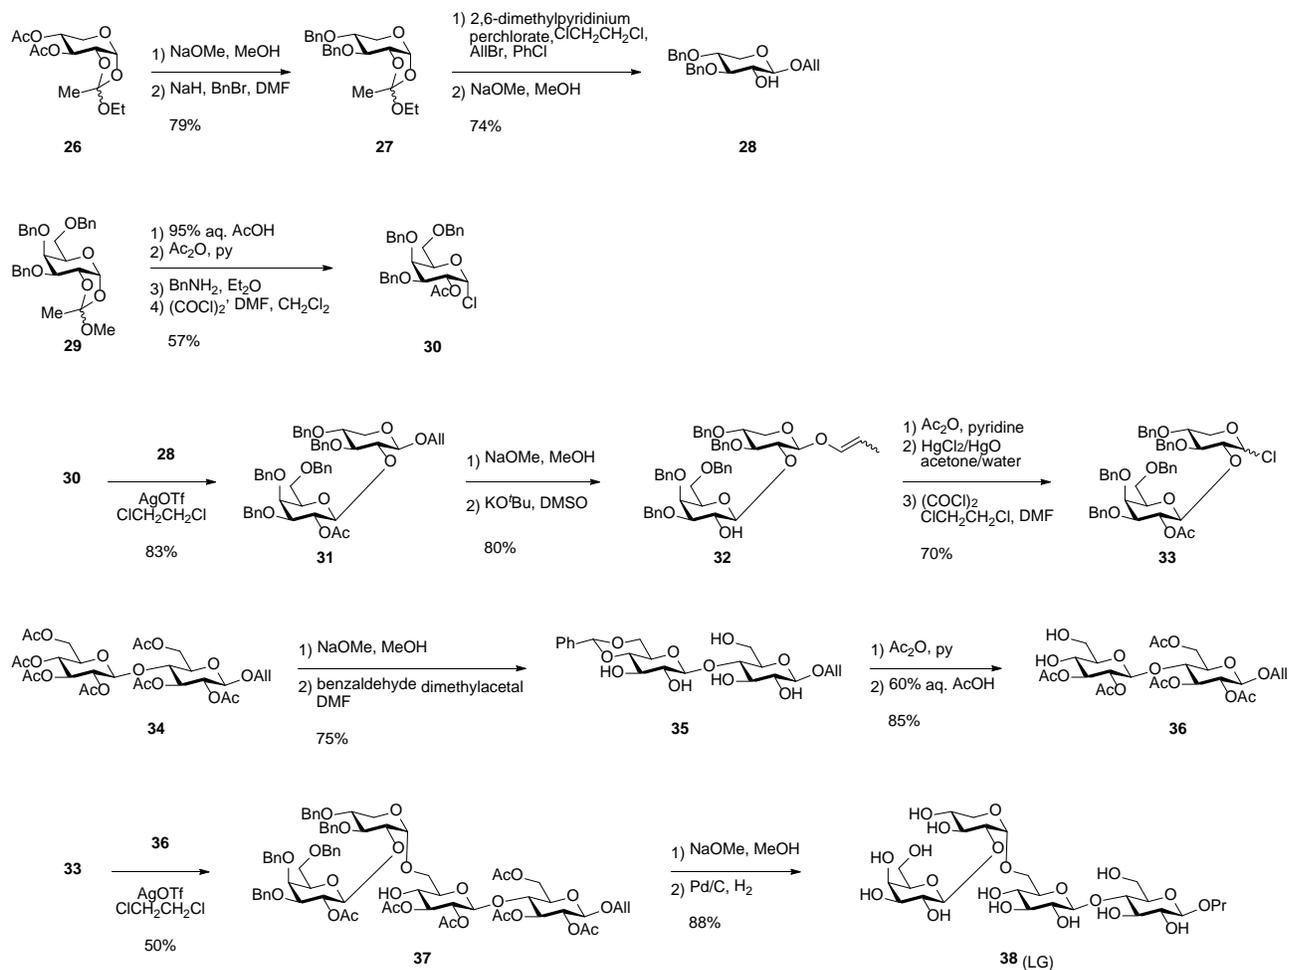 AcO
AcO
O
O
O
Me
OEt
26
1) NaOMe, MeOH
2) NaH, BnBr, DMF
79%
BnO
BnO
O
O
O
Me
OEt
27
1) 2,6-dimethylpyridinium
perchlorate, ClCH2CH2Cl,
AllBr, PhCl
2) NaOMe, MeOH
74%
BnO
BnO
O
OAll
OH
28
BnO
OBn
O
BnO
O
O
Me
OMe
29
1) 95% aq. AcOH
2) Ac2O, py
3) BnNH2, Et2O
4) (COCl)2, DMF, CH2Cl2
57%
BnO
OBn
O
BnO
AcO
Cl
30
30
28
AgOTf
ClCH2CH2Cl
83%
BnO
BnO
O
OAll
O
BnO
OBn
O
BnO
OAc
31
1) NaOMe, MeOH
2) KOtBu, DMSO
80%
BnO
BnO
O
O
O
BnO
OBn
O
BnO
OH
32
1) Ac2O, pyridine
2) HgCl2/HgO
acetone/water
3) (COCl)2
ClCH2CH2Cl, DMF
70%
BnO
BnO
O
Cl
O
BnO
OBn
O
BnO
OAc
33
AcO
AcO
AcO
O
OAc
O
AcO
O
AcO
OAc
OAll
34
1) NaOMe, MeOH
2) benzaldehyde dimethylacetal
DMF
75%
Ph
O
O
O
HO
OH
O
HO
O
HO
OH
OAll
35
1) Ac2O, py
2) 60% aq. AcOH
85%
HO
HO
O
AcO
AcO
O
AcO
O
AcO
OAc
OAll
36
33
36
AgOTf
ClCH2CH2Cl
50%
BnO
BnO
O
O
BnO
OBn
O
BnO
OAc
O
HO
O
AcO
AcO
O
AcO
O
AcO
OAc
OAll
37
1) NaOMe, MeOH
2) Pd/C, H2
88%
HO
HO
O
O
HO
OH
O
HO
OH
O
HO
O
HO
OH
O
HO
O
HO
OH
OPr
38 (LG)